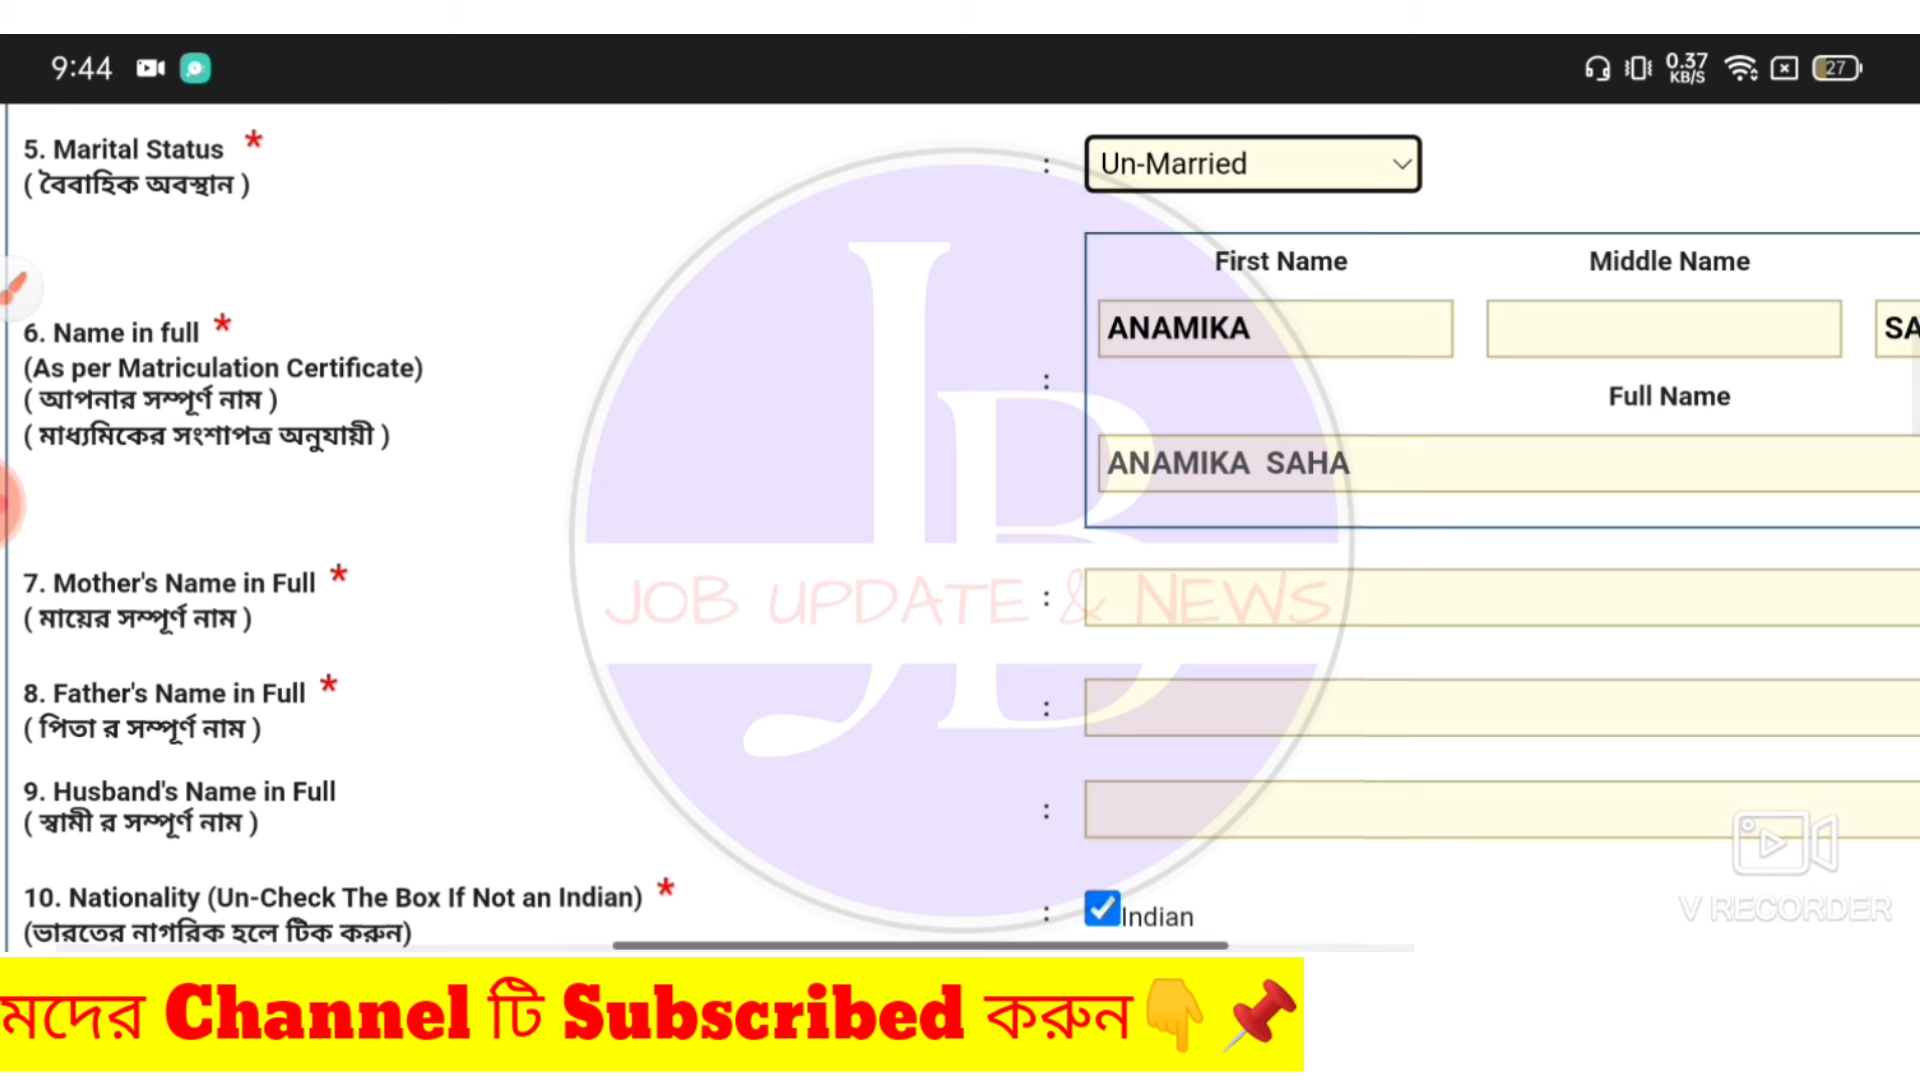 9:44
0.37
KB/S
27
5. Marital Status *
( বৈবাহিক অবস্থান )
:
Un-Married
First Name
Middle Name
6. Name in full *
(As per Matriculation Certificate)
( আপনার সম্পূর্ণ নাম )
( মাধ্যমিকের সংশাপত্র অনুযায়ী )
:
ANAMIKA
SA
Full Name
ANAMIKA SAHA
7. Mother's Name in Full *
( মায়ের সম্পূর্ণ নাম )
:
JOB UPDATE & NEWS
8. Father's Name in Full *
( পিতা র সম্পূর্ণ নাম )
:
9. Husband's Name in Full
( স্বামী র সম্পূর্ণ নাম )
:
10. Nationality (Un-Check The Box If Not an Indian) *
(ভারতের নাগরিক হলে টিক করুন)
:
Indian
JB
V RECORDER
মদের Channel টি Subscribed করুন